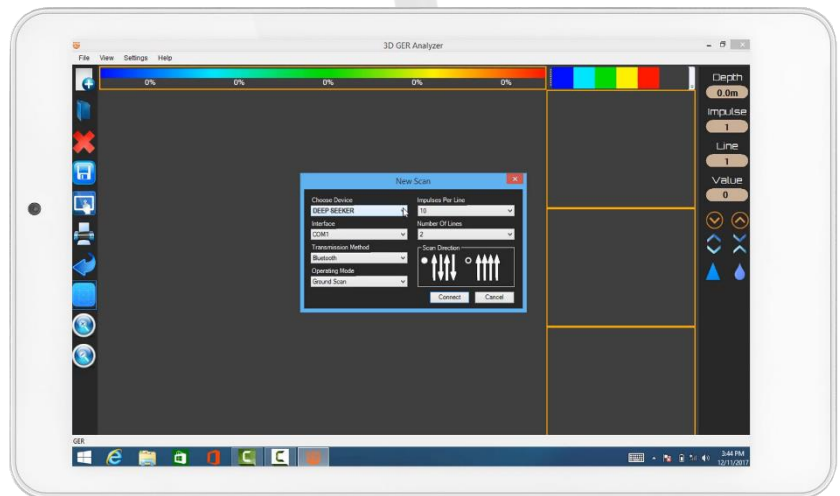 3D GER Analyzer
File View Settings Help
0% 0% 0% 0% 0%
Depth
0.0m
Impulse
1
Line
1
Value
0
New Scan
Choose Device
DEEP SEEKER
Interface
COM1
Transmission Method
Bluetooth
Operating Mode
Ground Scan
Impulses Per Line
10
Number Of Lines
2
Scan Direction
Connect Cancel
GER
3:44 PM
12/11/2017